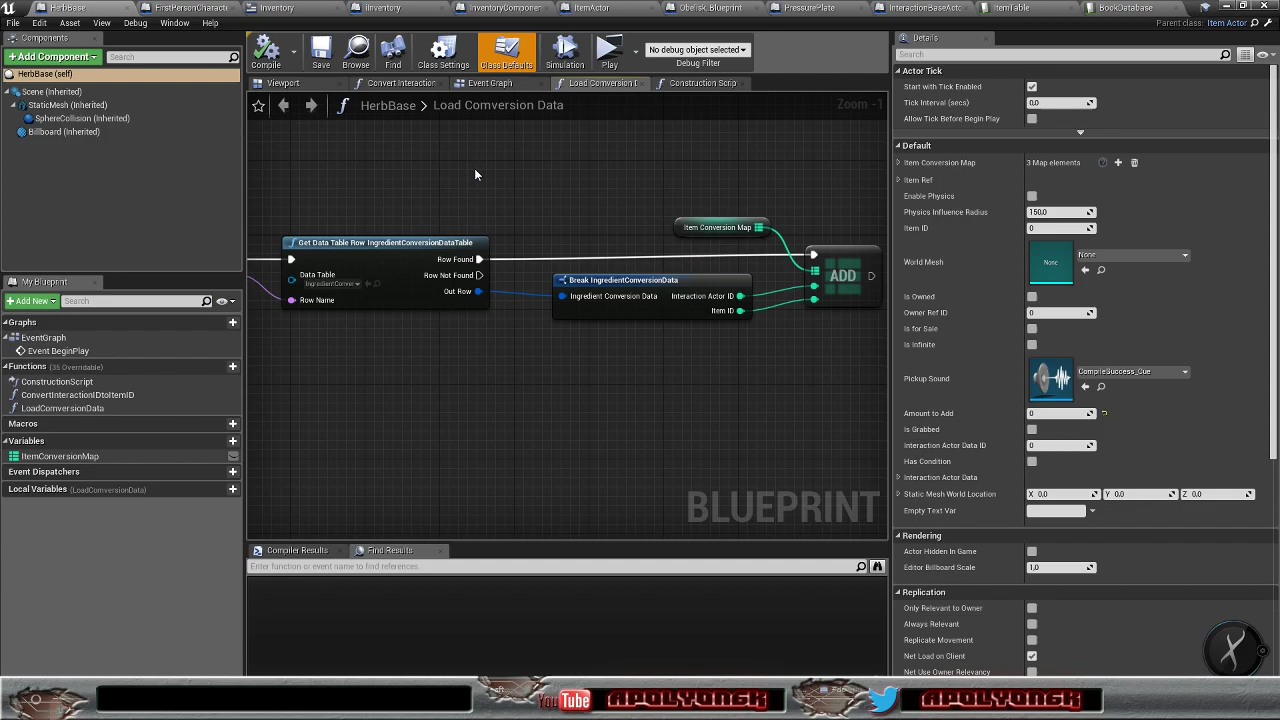 HerbBase
FirstPersonCharact
Inventory
iInventory
InventoryComponen
ItemActor
Obelisk_Blueprint
PressurePlate
InteractionBaseActo
ItemTable
BookDatabase
File Edit Asset View Debug Window Help
Parent class: Item Actor
Components
+Add Component
Search
HerbBase (self)
Scene (Inherited)
StaticMesh (Inherited)
SphereCollision (Inherited)
Billboard (Inherited)
My Blueprint
+Add New
Search
Graphs
EventGraph
Event BeginPlay
Functions (35 Overridable)
ConstructionScript
ConvertInteractionIDtoItemID
LoadComversionData
Macros
Variables
ItemConversionMap
Event Dispatchers
Local Variables (LoadComversionData)
Compile
Save
Browse
Find
Class Settings
Class Defaults
Simulation
Play
No debug object selected
Debug Filter
Viewport
Convert Interactio
Event Graph
Load Comversion I
Construction Scrip
HerbBase > Load Comversion Data
Zoom -1
Get Data Table Row IngredientConversionDataTable
Row Found
Data Table
Row Not Found
IngredientConver
Out Row
Row Name
Break IngredientConversionData
Ingredient Conversion Data
Interaction Actor ID
Item ID
Item Conversion Map
ADD
BLUEPRINT
Compiler Results
Find Results
Enter function or event name to find references...
Details
Search
Actor Tick
Start with Tick Enabled
Tick Interval (secs) 0.0
Allow Tick Before Begin Play
Default
Item Conversion Map 3 Map elements
Item Ref
Enable Physics
Physics Influence Radius 150.0
Item ID 0
World Mesh None None
Is Owned
Owner Ref ID 0
Is for Sale
Is Infinite
Pickup Sound CompileSuccess_Cue
Amount to Add 0
Is Grabbed
Interaction Actor Data ID 0
Has Condition
Interaction Actor Data
Static Mesh World Location X 0.0 Y 0.0 Z 0.0
Empty Text Var
Rendering
Actor Hidden In Game
Editor Billboard Scale 1.0
Replication
Only Relevant to Owner
Always Relevant
Replicate Movement
Net Load on Client
Net Use Owner Relevancy
You Tube
APOLYONGK
APOLYONGK